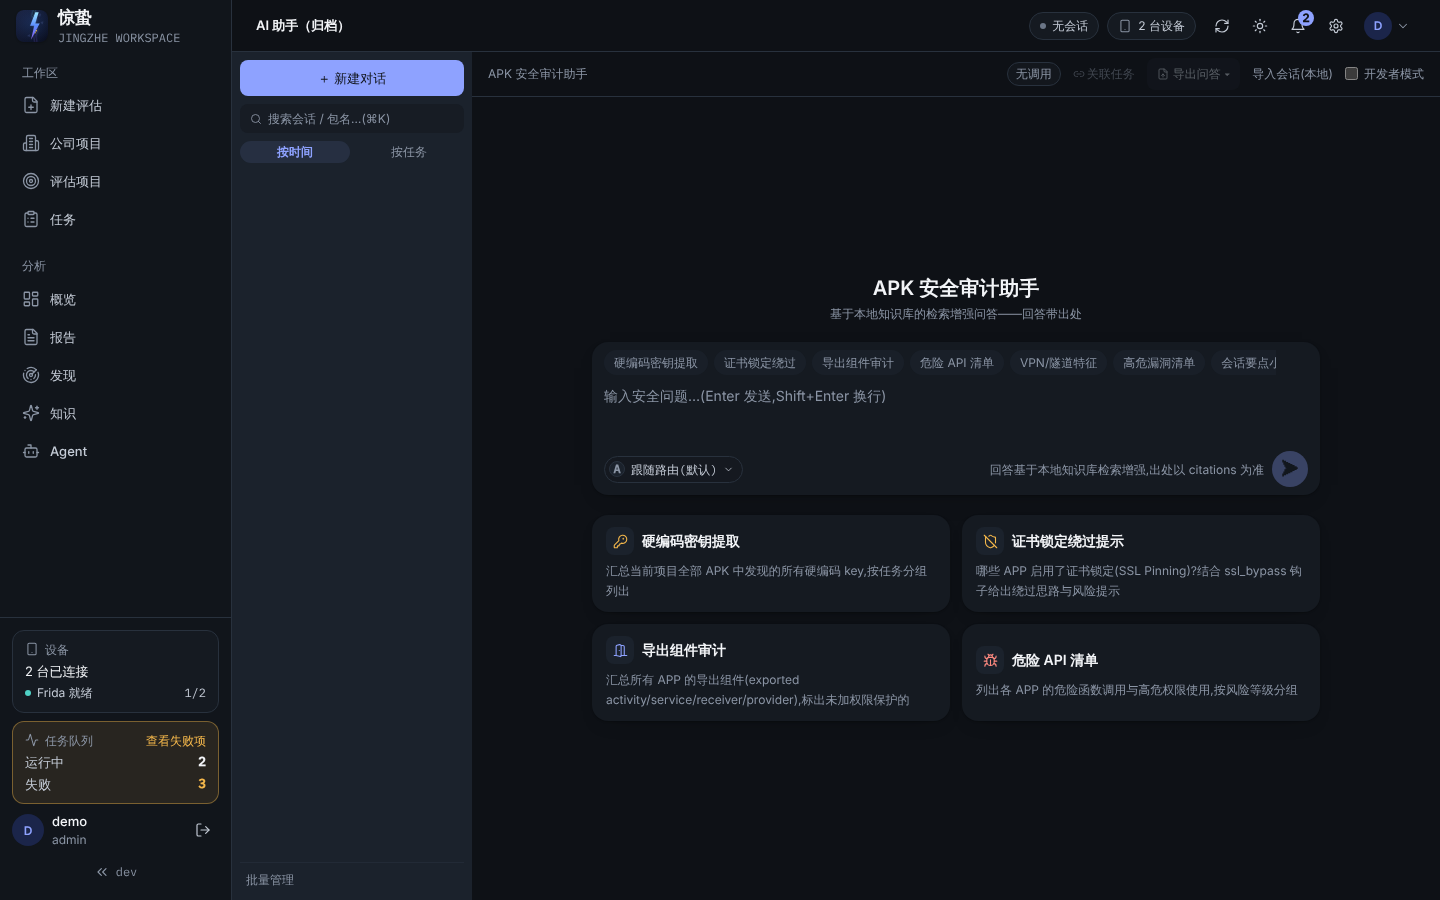 惊蛰
JINGZHE WORKSPACE
工作区
新建评估
公司项目
评估项目
任务
分析
概览
报告
发现
知识
Agent
设备
2 台已连接
Frida 就绪 1/2
任务队列 查看失败项
运行中 2
失败 3
D
demo
admin
dev
AI 助手（归档）
无会话
2 台设备
2
D
+ 新建对话
搜索会话 / 包名...(⌘K)
按时间
按任务
批量管理
APK 安全审计助手
无调用
关联任务
导出问答
导入会话(本地)
开发者模式
APK 安全审计助手
基于本地知识库的检索增强问答——回答带出处
硬编码密钥提取
证书锁定绕过
导出组件审计
危险 API 清单
VPN/隧道特征
高危漏洞清单
会话要点
输入安全问题...(Enter 发送,Shift+Enter 换行)
A 跟随路由(默认)
回答基于本地知识库检索增强,出处以 citations 为准
硬编码密钥提取
汇总当前项目全部 APK 中发现的所有硬编码 key,按任务分组
列出
证书锁定绕过提示
哪些 APP 启用了证书锁定(SSL Pinning)?结合 ssl_bypass 钩
子给出绕过思路与风险提示
导出组件审计
汇总所有 APP 的导出组件(exported
activity/service/receiver/provider),标出未加权限保护的
危险 API 清单
列出各 APP 的危险函数调用与高危权限使用,按风险等级分组